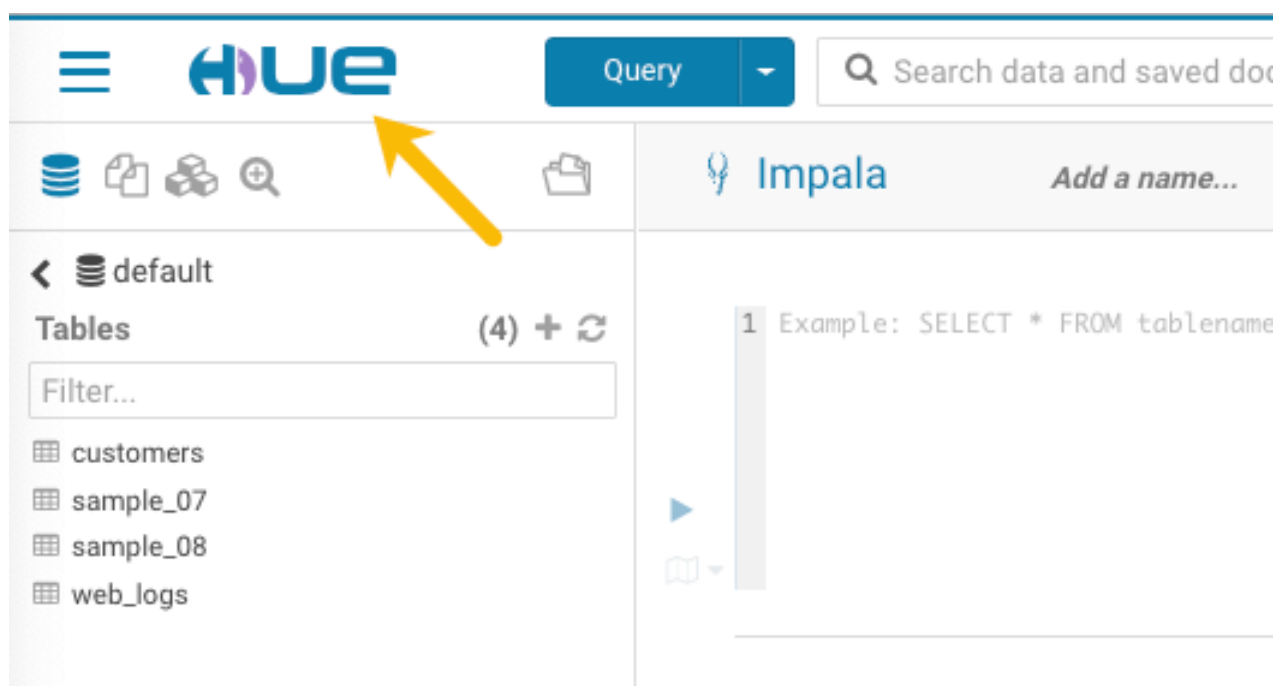 HUE
Query
Search data and saved doc
Impala
Add a name...
default
Tables (4)
1 Example: SELECT * FROM tablename
Filter...
customers
sample_07
sample_08
web_logs